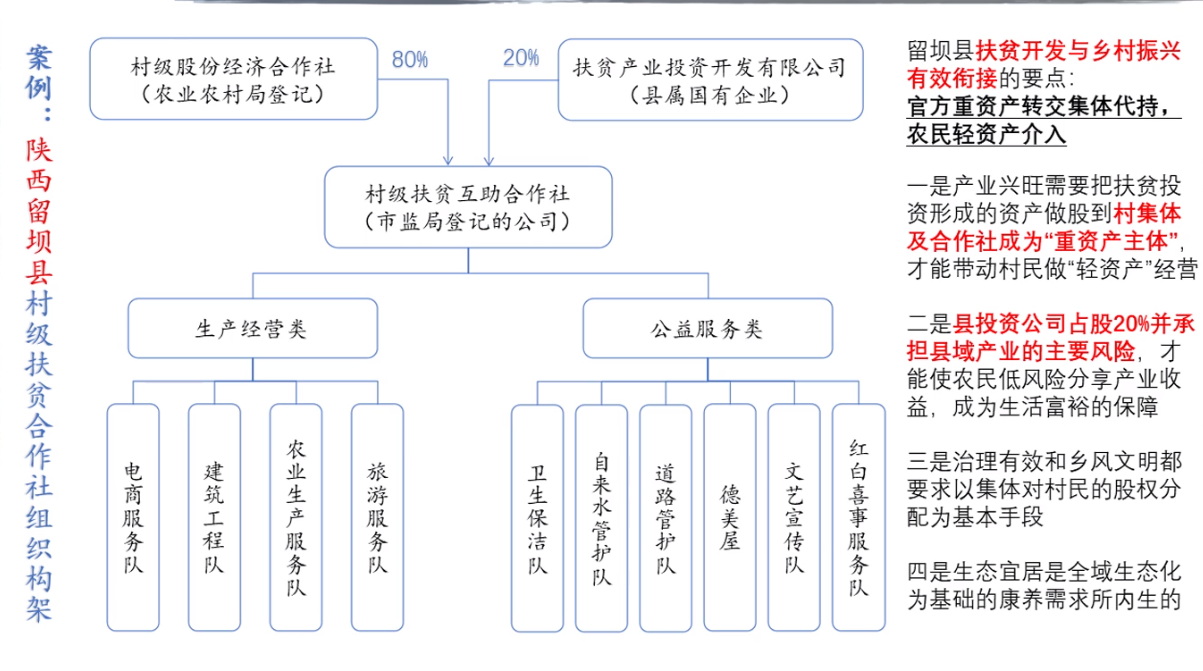 案例：陕西留坝县村级扶贫合作社组织构架
村级股份经济合作社
（农业农村局登记）
80%
20%
扶贫产业投资开发有限公司
（县属国有企业）
村级扶贫互助合作社
（市监局登记的公司）
生产经营类
公益服务类
电商服务队
建筑工程队
农业生产服务队
旅游服务队
卫生保洁队
自来水管护队
道路管护队
德美屋
文艺宣传队
红白喜事服务队
留坝县扶贫开发与乡村振兴
有效衔接的要点:
官方重资产转交集体代持，
农民轻资产介入
一是产业兴旺需要把扶贫投
资形成的资产做股到村集体
及合作社成为“重资产主体”，
才能带动村民做“轻资产”经营
二是县投资公司占股20%并承
担县域产业的主要风险，才
能使农民低风险分享产业收
益，成为生活富裕的保障
三是治理有效和乡风文明都
要求以集体对村民的股权分
配为基本手段
四是生态宜居是全域生态化
为基础的康养需求所内生的